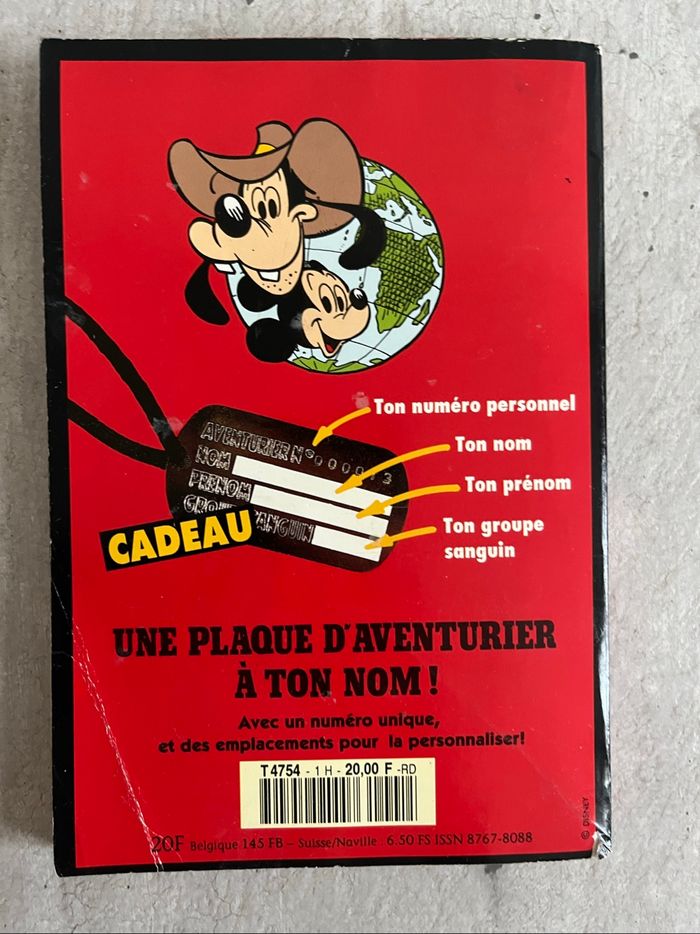 Ton numéro personnel
AVENTURIER N° 000013
Ton nom
NOM
Ton prénom
PRENOM
Ton groupe
sanguin
CADEAU
UNE PLAQUE D'AVENTURIER
À TON NOM !
Avec un numéro unique,
et des emplacements pour la personnaliser!
T 4754 - 1 H - 20,00 F -RD
20F Belgique 145 FB – Suisse/Naville : 6.50 FS ISSN 8767-8088
© DISNEY